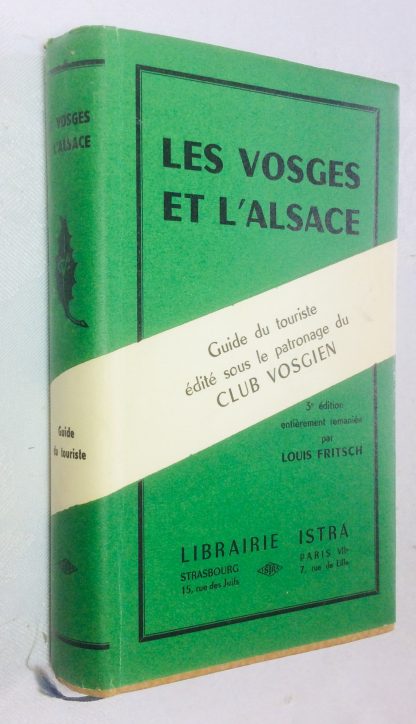 VOSGES
L'ALSACE
Guide
du touriste
LES VOSGES
ET L'ALSACE
Guide du touriste
édité sous le patronage du
CLUB VOSGIEN
3e édition
entièrement remaniée
par
LOUIS FRITSCH
LIBRAIRIE ISTRA
STRASBOURG
15, rue des Juifs
ISTRA
PARIS VIIe
7, rue de Lille